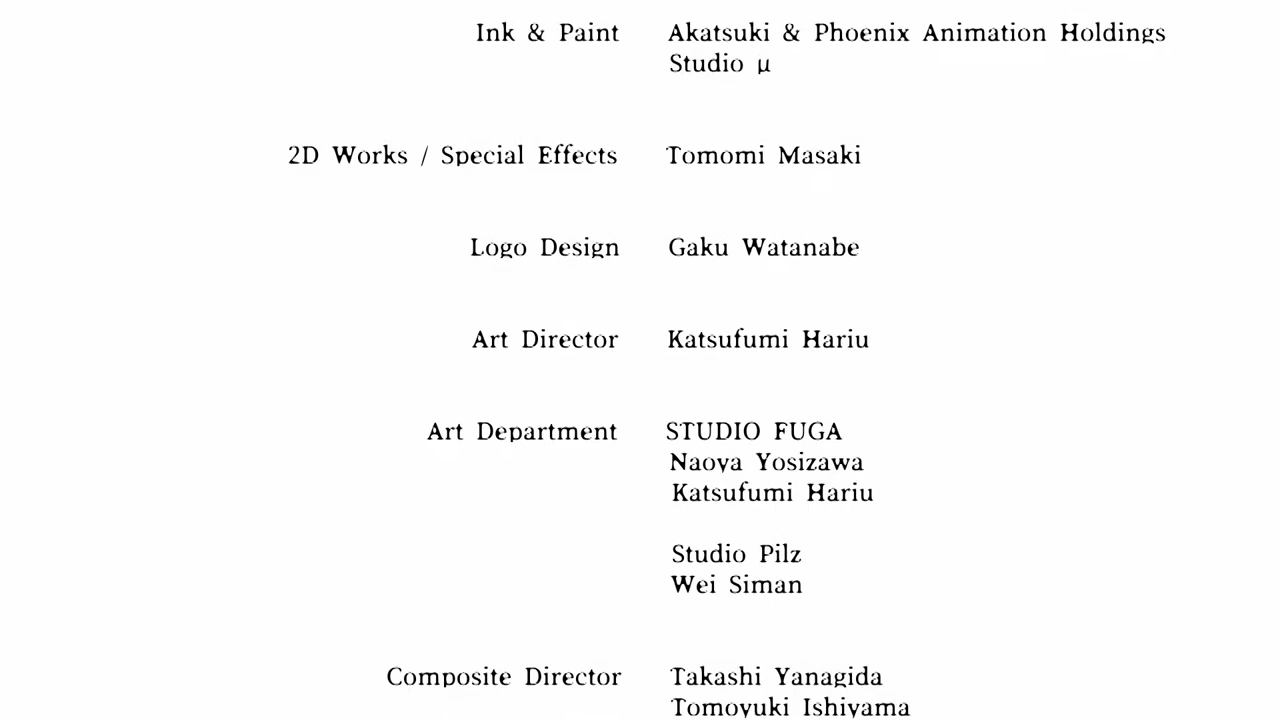 Ink & Paint Akatsuki & Phoenix Animation Holdings
Studio μ
2D Works / Special Effects Tomomi Masaki
Logo Design Gaku Watanabe
Art Director Katsufumi Hariu
Art Department STUDIO FUGA
Naoya Yosizawa
Katsufumi Hariu
Studio Pilz
Wei Siman
Composite Director Takashi Yanagida
Tomoyuki Ishiyama